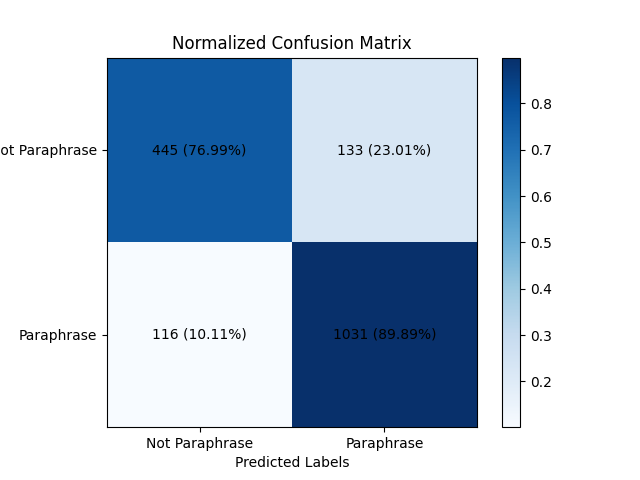 Normalized Confusion Matrix
ot Paraphrase
445 (76.99%)
133 (23.01%)
Paraphrase
116 (10.11%)
1031 (89.89%)
Not Paraphrase
Paraphrase
Predicted Labels
0.8
0.7
0.6
0.5
0.4
0.3
0.2